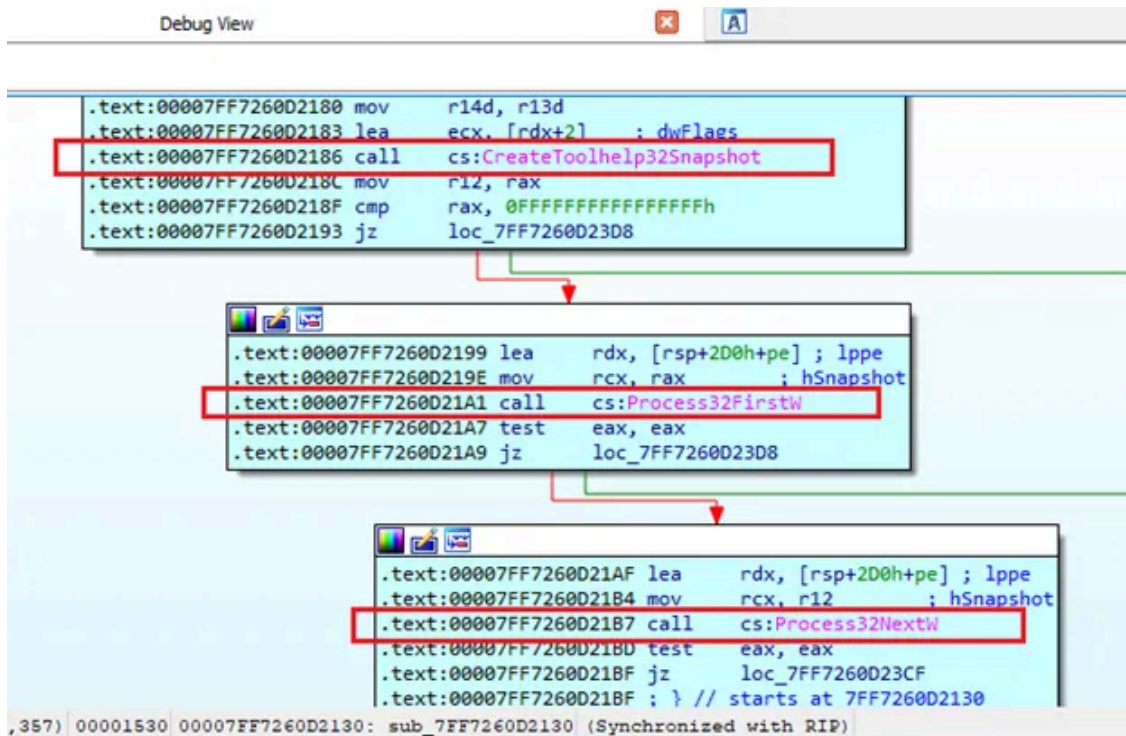 Debug View
A
.text:00007FF7260D2180 mov r14d, r13d
.text:00007FF7260D2183 lea ecx, [rdx+2] ; dwFlags
.text:00007FF7260D2186 call cs:CreateToolhelp32Snapshot
.text:00007FF7260D218C mov r12, rax
.text:00007FF7260D218F cmp rax, 0FFFFFFFFFFFFFFFFh
.text:00007FF7260D2193 jz loc_7FF7260D23D8
.text:00007FF7260D2199 lea rdx, [rsp+2D0h+pe] ; lppe
.text:00007FF7260D219E mov rcx, rax ; hSnapshot
.text:00007FF7260D21A1 call cs:Process32FirstW
.text:00007FF7260D21A7 test eax, eax
.text:00007FF7260D21A9 jz loc_7FF7260D23D8
.text:00007FF7260D21AF lea rdx, [rsp+2D0h+pe] ; lppe
.text:00007FF7260D21B4 mov rcx, r12 ; hSnapshot
.text:00007FF7260D21B7 call cs:Process32NextW
.text:00007FF7260D21BD test eax, eax
.text:00007FF7260D21BF jz loc_7FF7260D23CF
.text:00007FF7260D21BF ; } // starts at 7FF7260D2130
,357) 00001530 00007FF7260D2130: sub_7FF7260D2130 (Synchronized with RIP)